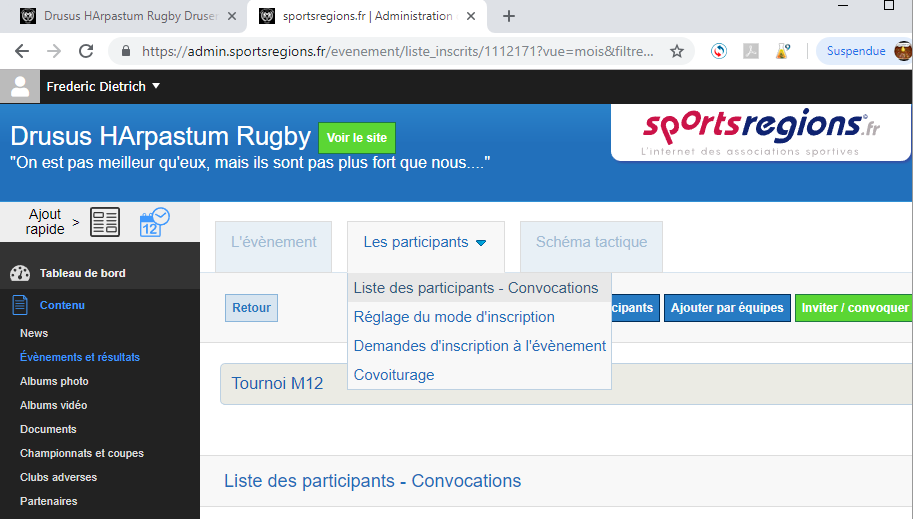 Drusus HArpastum Rugby Druser
sportsregions.fr | Administration
https://admin.sportsregions.fr/evenement/liste_inscrits/1112171?vue=mois&filtre...
Suspendue
Frederic Dietrich
Drusus HArpastum Rugby
Voir le site
"On est pas meilleur qu'eux, mais ils sont pas plus fort que nous...."
sportsregions.fr
L'internet des associations sportives
Ajout
rapide >
12
L'évènement
Les participants
Schéma tactique
Tableau de bord
Contenu
News
Évènements et résultats
Albums photo
Albums vidéo
Documents
Championnats et coupes
Clubs adverses
Partenaires
Liste des participants - Convocations
Réglage du mode d'inscription
Demandes d'inscription à l'évènement
Covoiturage
Retour
cipants
Ajouter par équipes
Inviter / convoquer
Tournoi M12
Liste des participants - Convocations